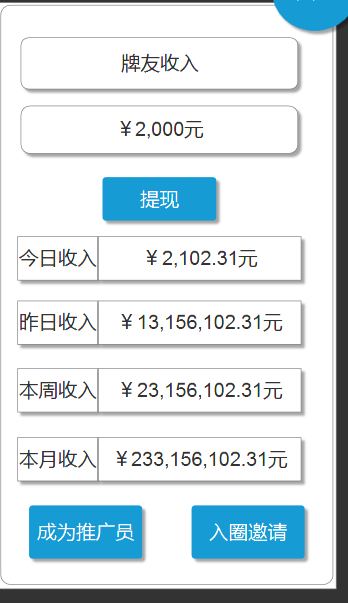 牌友收入
￥2,000元
提现
今日收入 ￥2,102.31元
昨日收入 ￥13,156,102.31元
本周收入 ￥23,156,102.31元
本月收入 ￥233,156,102.31元
成为推广员 入圈邀请